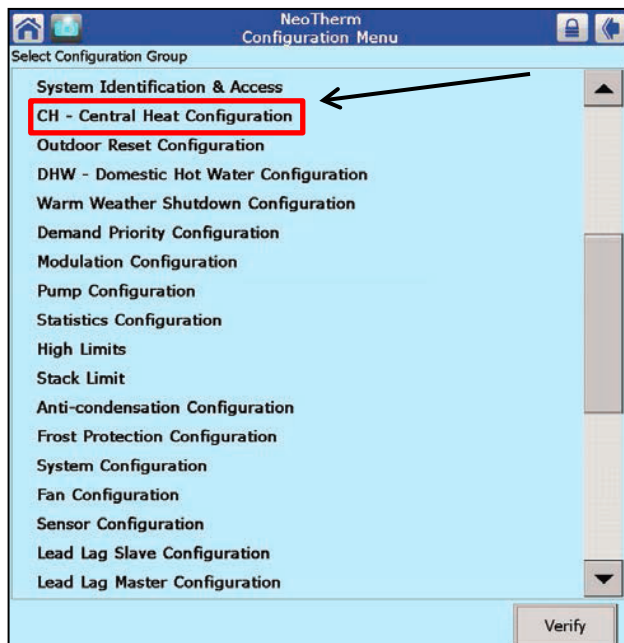 NeoTherm
Configuration Menu
Select Configuration Group
System Identification & Access
CH - Central Heat Configuration
Outdoor Reset Configuration
DHW - Domestic Hot Water Configuration
Warm Weather Shutdown Configuration
Demand Priority Configuration
Modulation Configuration
Pump Configuration
Statistics Configuration
High Limits
Stack Limit
Anti-condensation Configuration
Frost Protection Configuration
System Configuration
Fan Configuration
Sensor Configuration
Lead Lag Slave Configuration
Lead Lag Master Configuration
Verify